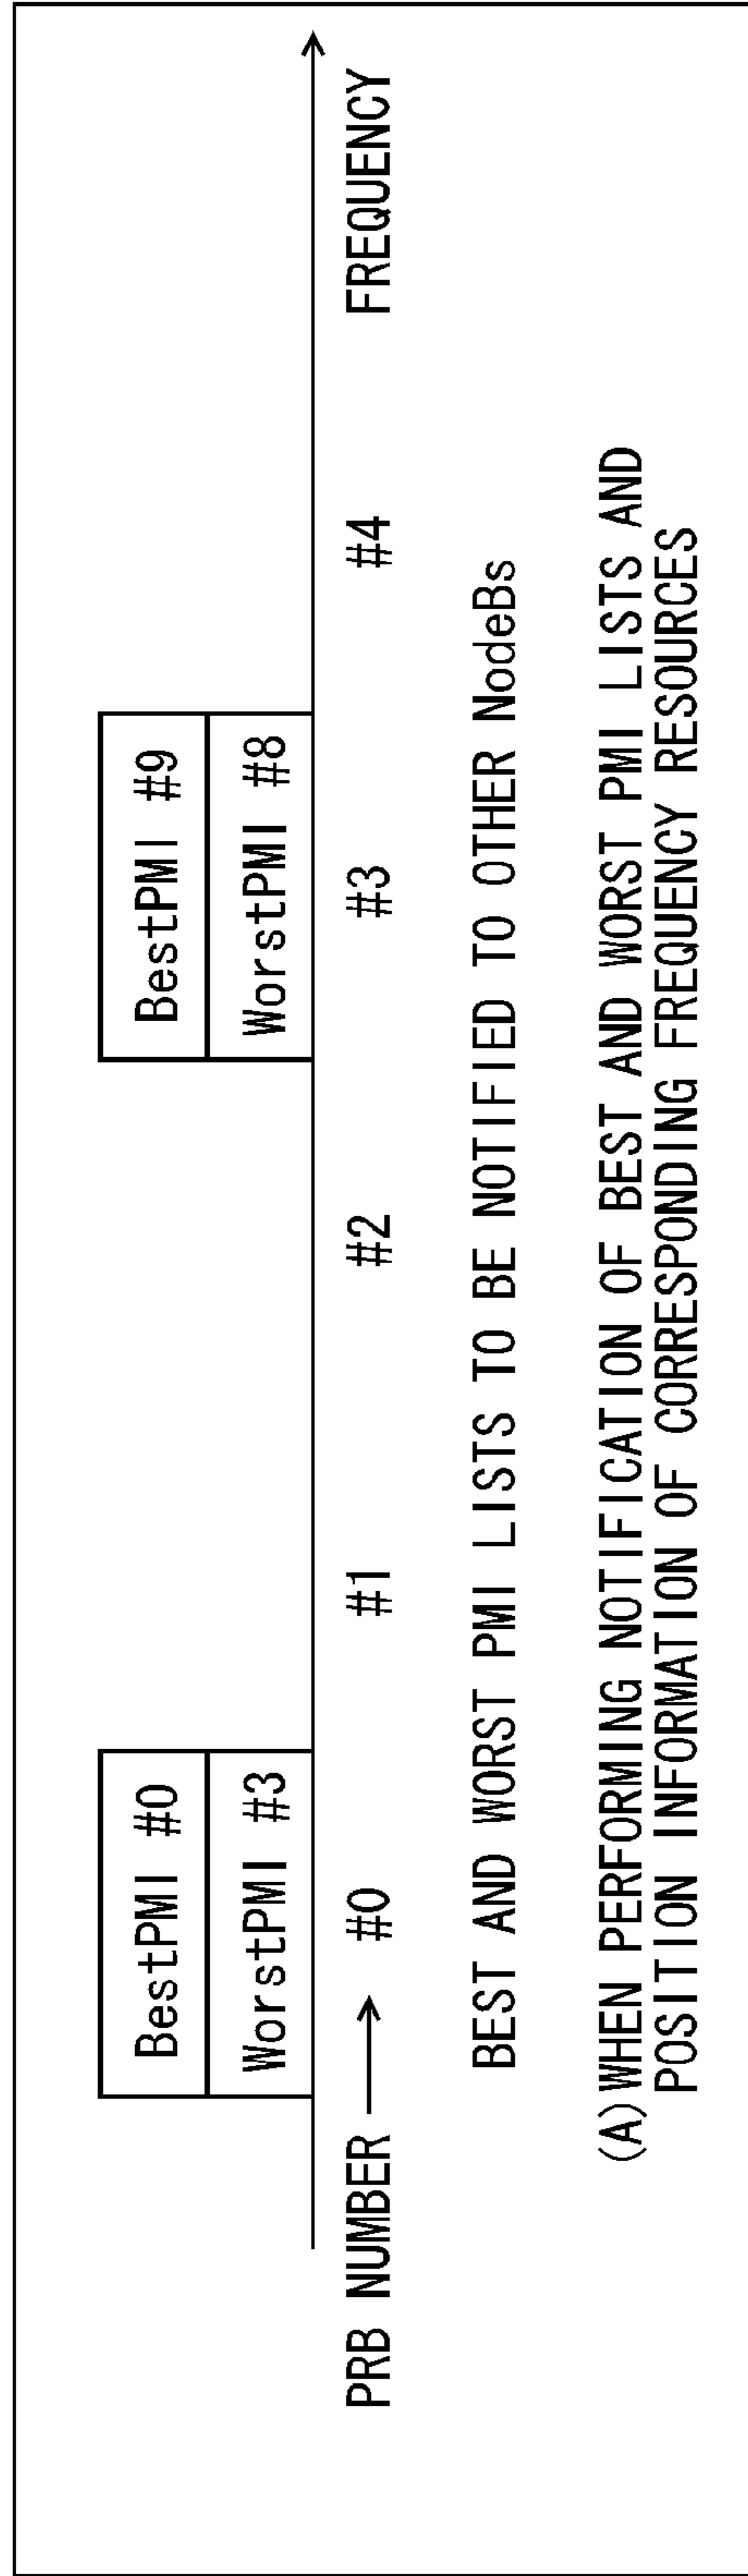 BestPMI #0
WorstPMI #3
BestPMI #9
WorstPMI #8
PRB NUMBER #0 #1 #2 #3 #4 FREQUENCY
BEST AND WORST PMI LISTS TO BE NOTIFIED TO OTHER NodeBs
(A) WHEN PERFORMING NOTIFICATION OF BEST AND WORST PMI LISTS AND
POSITION INFORMATION OF CORRESPONDING FREQUENCY RESOURCES